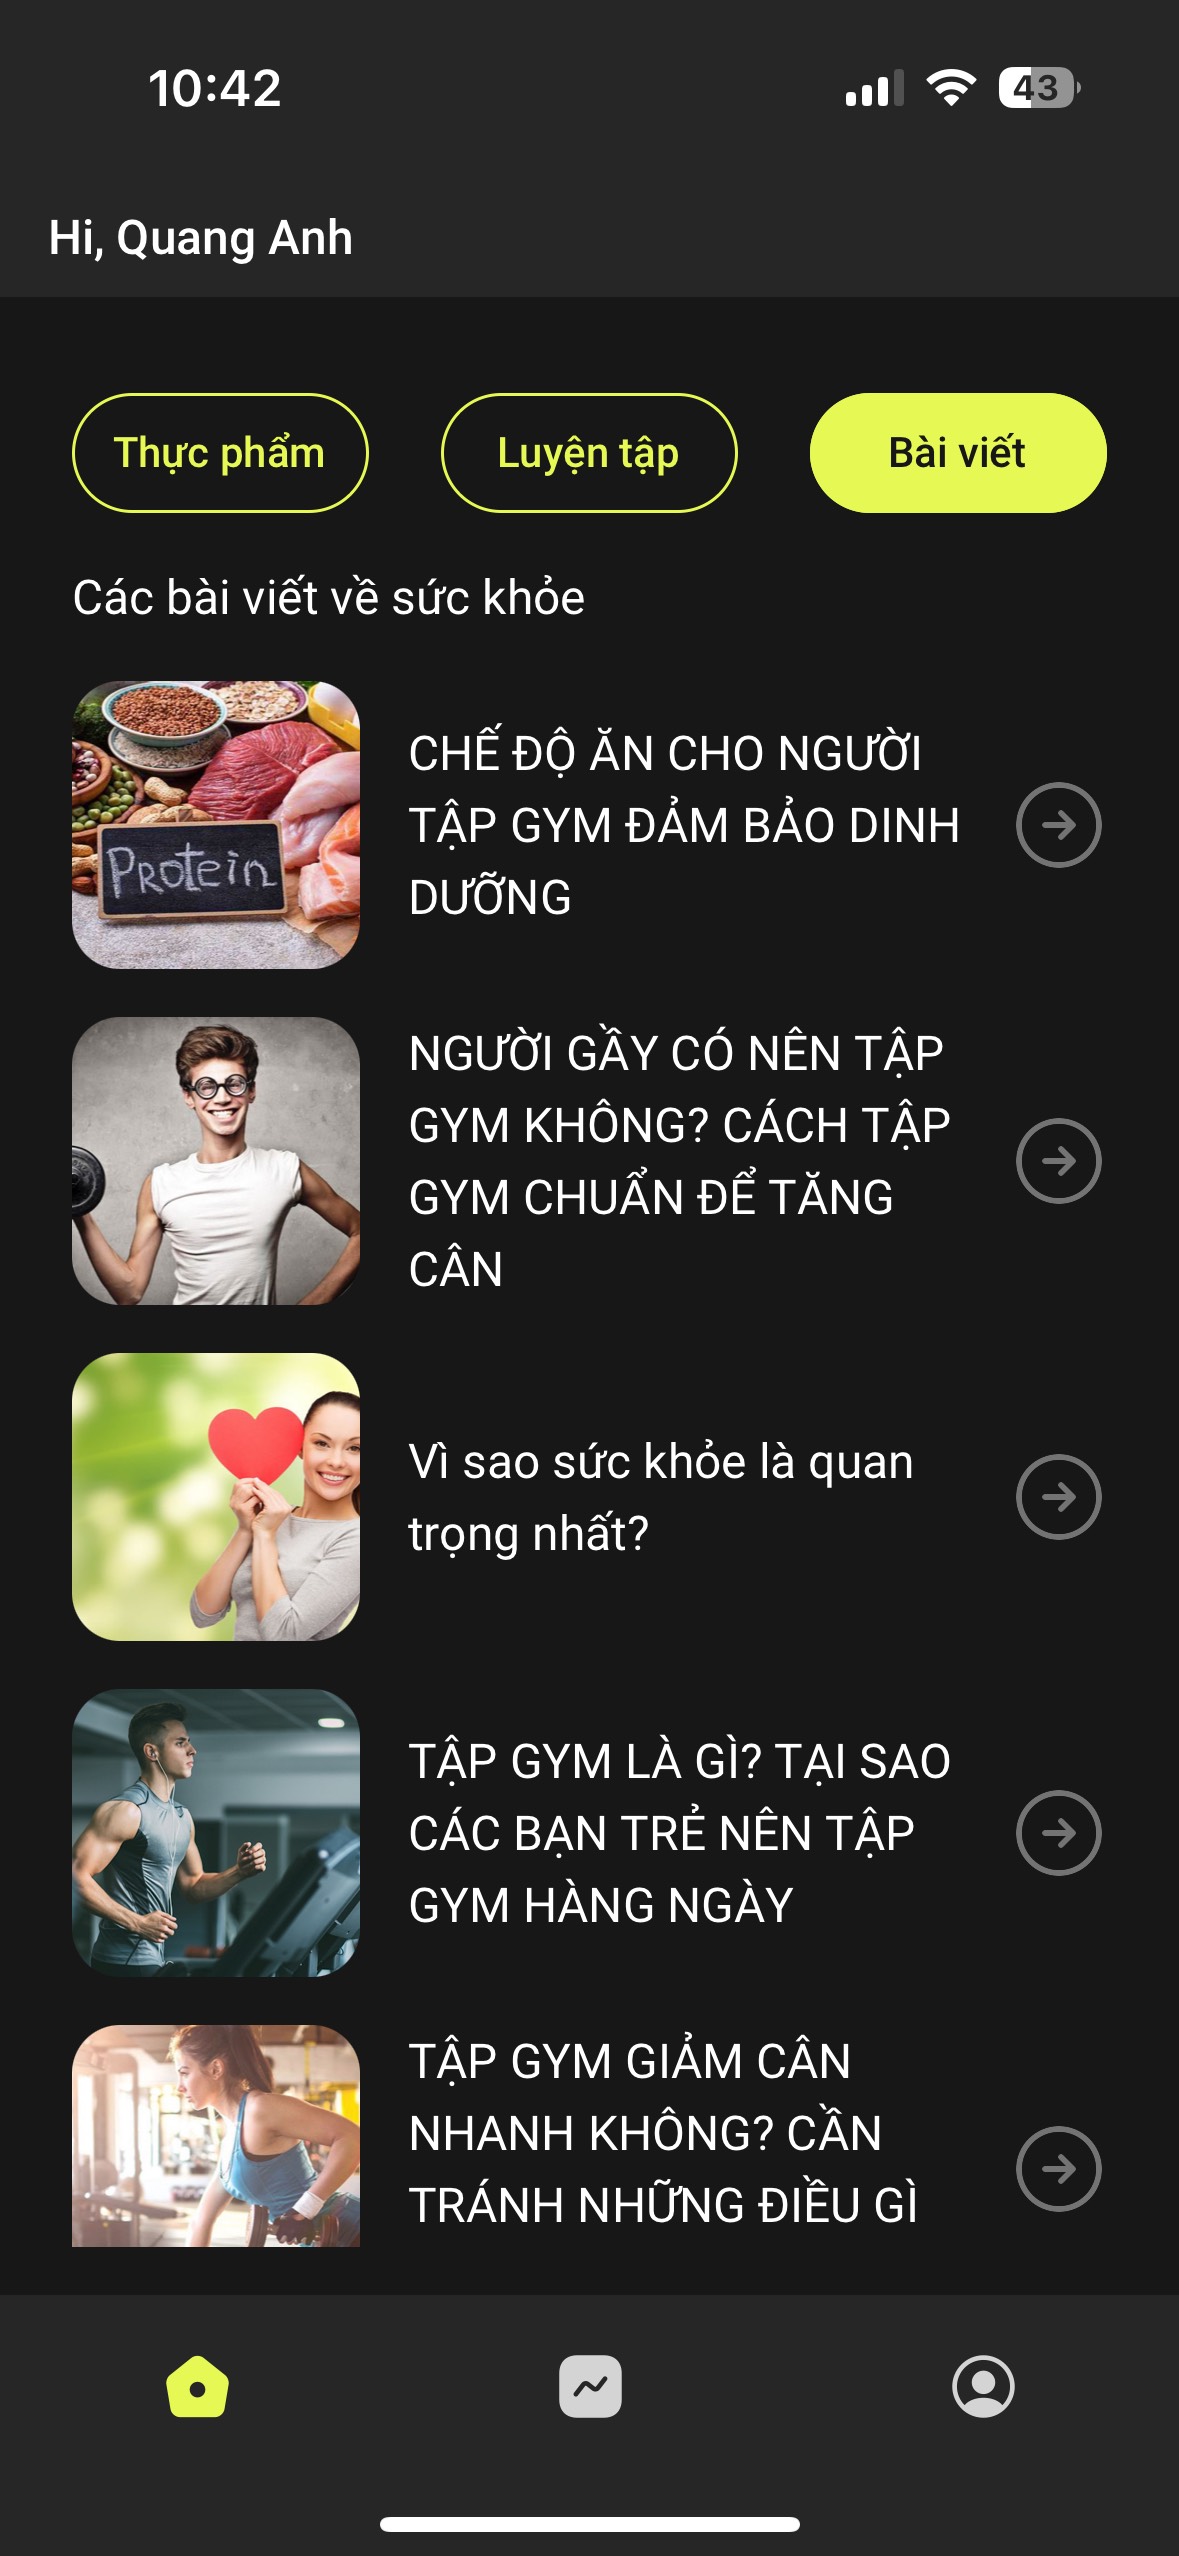 10:42
43
Hi, Quang Anh
Thực phẩm
Luyện tập
Bài viết
Các bài viết về sức khỏe
PROteiN
CHẾ ĐỘ ĂN CHO NGƯỜI
TẬP GYM ĐẢM BẢO DINH
DƯỠNG
NGƯỜI GẦY CÓ NÊN TẬP
GYM KHÔNG? CÁCH TẬP
GYM CHUẨN ĐỂ TĂNG
CÂN
Vì sao sức khỏe là quan
trọng nhất?
TẬP GYM LÀ GÌ? TẠI SAO
CÁC BẠN TRẺ NÊN TẬP
GYM HÀNG NGÀY
TẬP GYM GIẢM CÂN
NHANH KHÔNG? CẦN
TRÁNH NHỮNG ĐIỀU GÌ